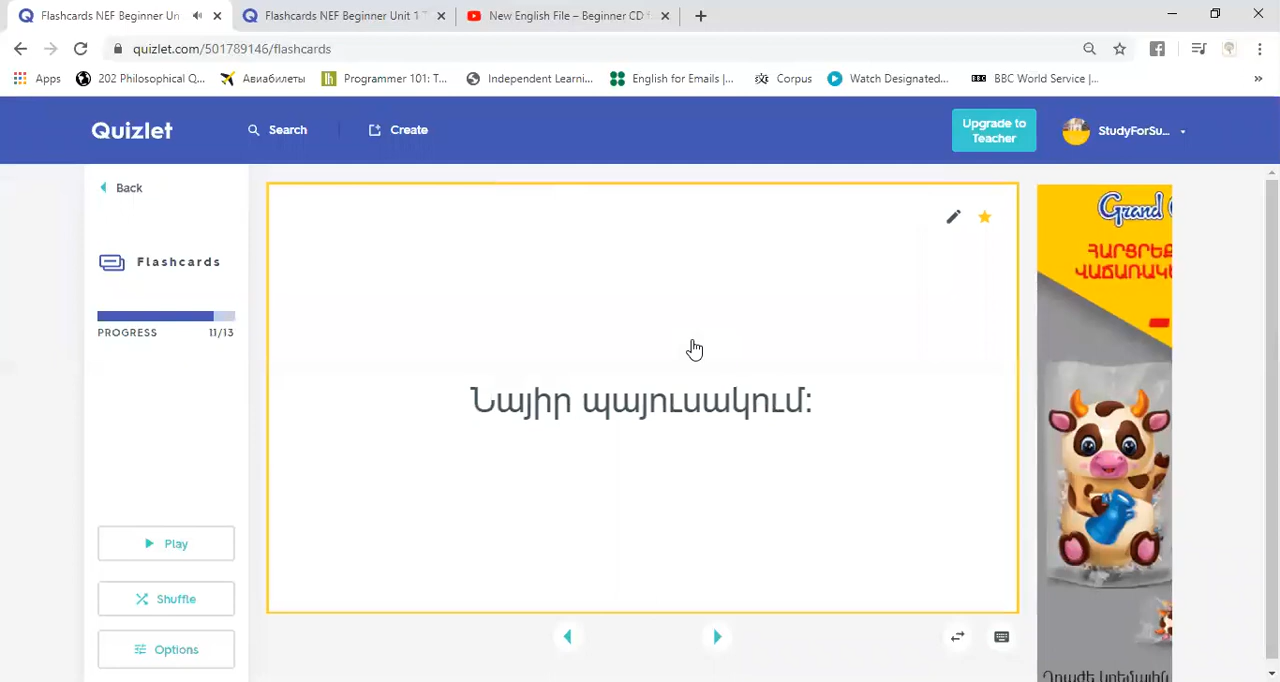 Flashcards NEF Beginner Un
Flashcards NEF Beginner Unit 1 T
New English File – Beginner CD f
quizlet.com/501789146/flashcards
Apps
202 Philosophical Q...
Авиабилеты
Programmer 101: T...
Independent Learni...
English for Emails |...
Corpus
Watch Designated...
BBC World Service |...
Quizlet
Search
Create
Upgrade to
Teacher
StudyForSu...
Back
Flashcards
PROGRESS 11/13
Նայիր պայուսակում:
Play
Shuffle
Options
Grand
ՀԱՐՑՐԵՔ
ՎԱՃԱՌԱԿԵ